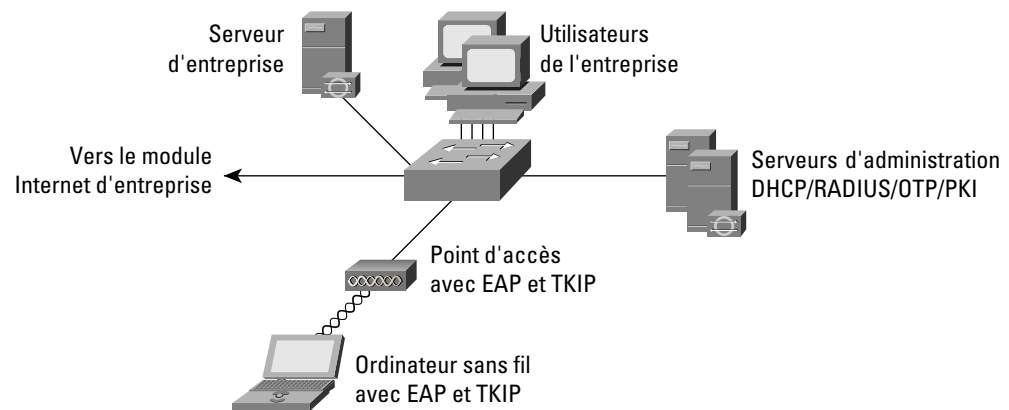 Serveur
d'entreprise
Utilisateurs
de l'entreprise
Vers le module
Internet d'entreprise
Serveurs d'administration
DHCP/RADIUS/OTP/PKI
Point d'accès
avec EAP et TKIP
Ordinateur sans fil
avec EAP et TKIP